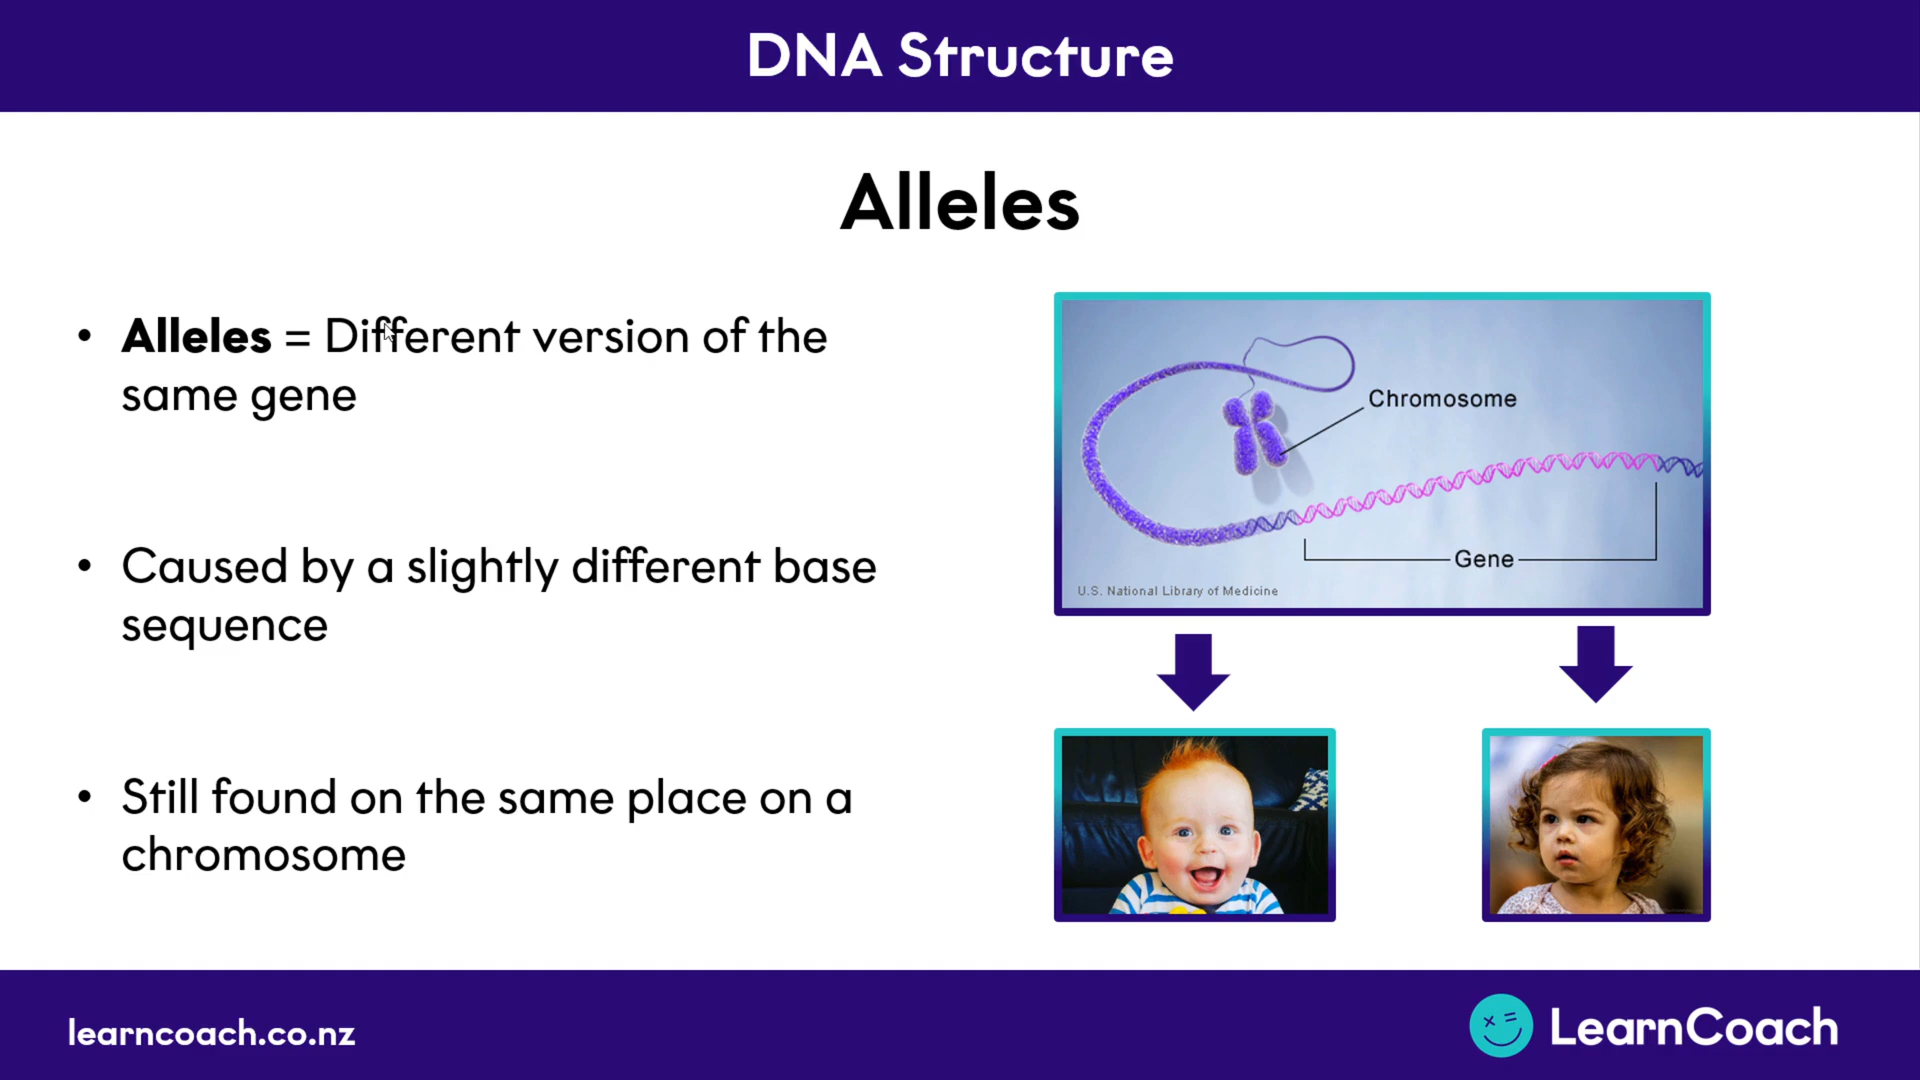 DNA Structure
Alleles
• Alleles = Different version of the
same gene
• Caused by a slightly different base
sequence
• Still found on the same place on a
chromosome
Chromosome
Gene
U.S. National Library of Medicine
learncoach.co.nz
LearnCoach